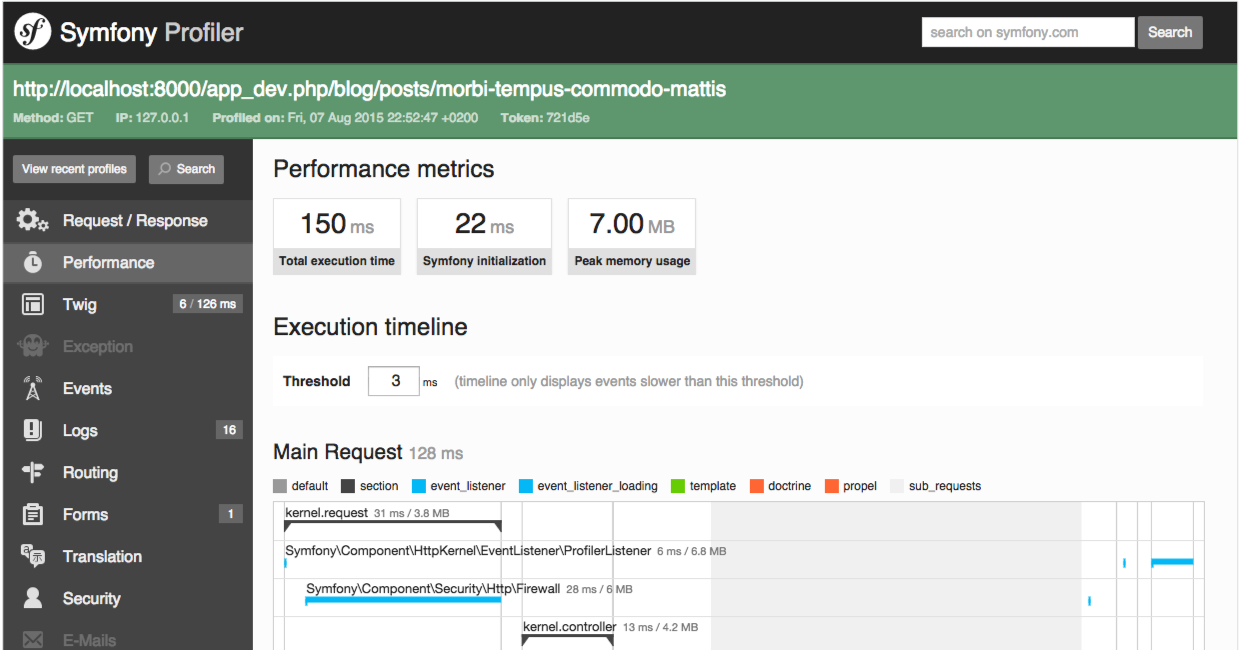 sf Symfony Profiler
search on symfony.com
Search
http://localhost:8000/app_dev.php/blog/posts/morbi-tempus-commodo-mattis
Method: GET IP: 127.0.0.1 Profiled on: Fri, 07 Aug 2015 22:52:47 +0200 Token: 721d5e
View recent profiles
Search
Request / Response
Performance
Twig 6 / 126 ms
Exception
Events
Logs 16
Routing
Forms 1
Translation
Security
E-Mails
Performance metrics
150 ms
Total execution time
22 ms
Symfony initialization
7.00 MB
Peak memory usage
Execution timeline
Threshold 3 ms (timeline only displays events slower than this threshold)
Main Request 128 ms
default section event_listener event_listener_loading template doctrine propel sub_requests
kernel.request 31 ms / 3.8 MB
Symfony\Component\HttpKernel\EventListener\ProfilerListener 6 ms / 6.8 MB
Symfony\Component\Security\Http\Firewall 28 ms / 6 MB
kernel.controller 13 ms / 4.2 MB